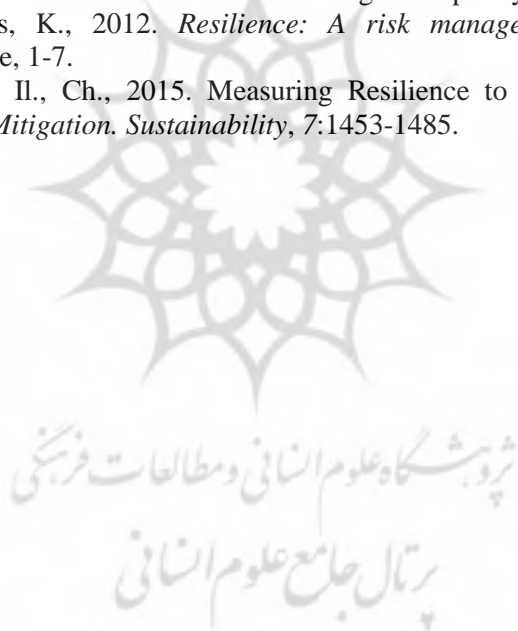 s, K., 2012. Resilience: A risk manage
e, 1-7.
Il., Ch., 2015. Measuring Resilience to
Mitigation. Sustainability, 7:1453-1485.
پژوهشگاه علوم انسانی و مطالعات فرهنگی
پرتال جامع علوم انسانی